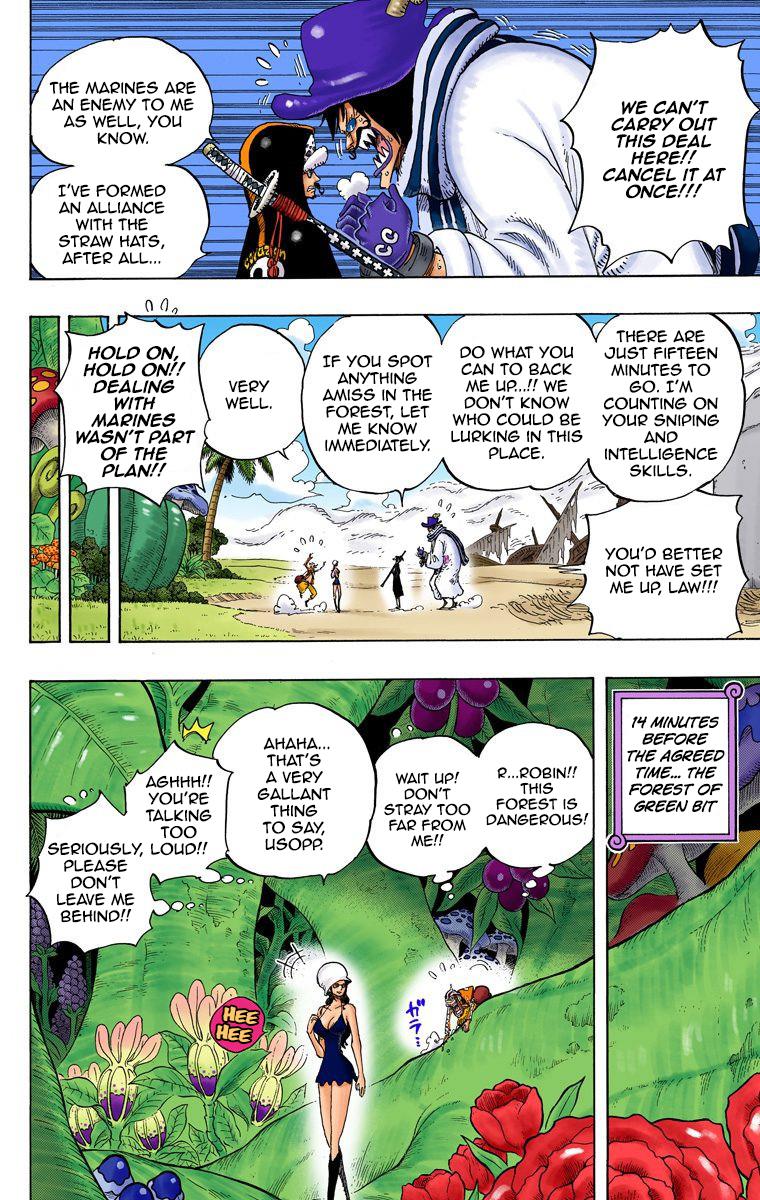 WE CAN'T
CARRY OUT
THIS DEAL
HERE!!
CANCEL IT AT
ONCE!!!
THE MARINES ARE
AN ENEMY TO ME
AS WELL, YOU
KNOW.
I'VE FORMED
AN ALLIANCE
WITH THE
STRAW HATS,
AFTER ALL...
corazon
CC
THERE ARE
JUST FIFTEEN
MINUTES TO
GO. I'M
COUNTING ON
YOUR SNIPING
AND
INTELLIGENCE
SKILLS.
DO WHAT YOU
CAN TO BACK
ME UP...!! WE
DON'T KNOW
WHO COULD BE
LURKING IN THIS
PLACE.
IF YOU SPOT
ANYTHING
AMISS IN THE
FOREST, LET
ME KNOW
IMMEDIATELY.
VERY
WELL.
HOLD ON,
HOLD ON!!
DEALING
WITH
MARINES
WASN'T PART
OF THE
PLAN!!
YOU'D BETTER
NOT HAVE SET
ME UP, LAW!!!
14 MINUTES
BEFORE
THE AGREED
TIME... THE
FOREST OF
GREEN BIT
R...ROBIN!!
THIS
FOREST IS
DANGEROUS!
WAIT UP!
DON'T
STRAY TOO
FAR FROM
ME!!
AHAHA...
THAT'S
A VERY
GALLANT
THING
TO SAY,
USOPP.
AGHHH!!
YOU'RE
TALKING
TOO
LOUD!!
SERIOUSLY,
PLEASE
DON'T
LEAVE ME
BEHIND!!
HEE
HEE
ガラ…